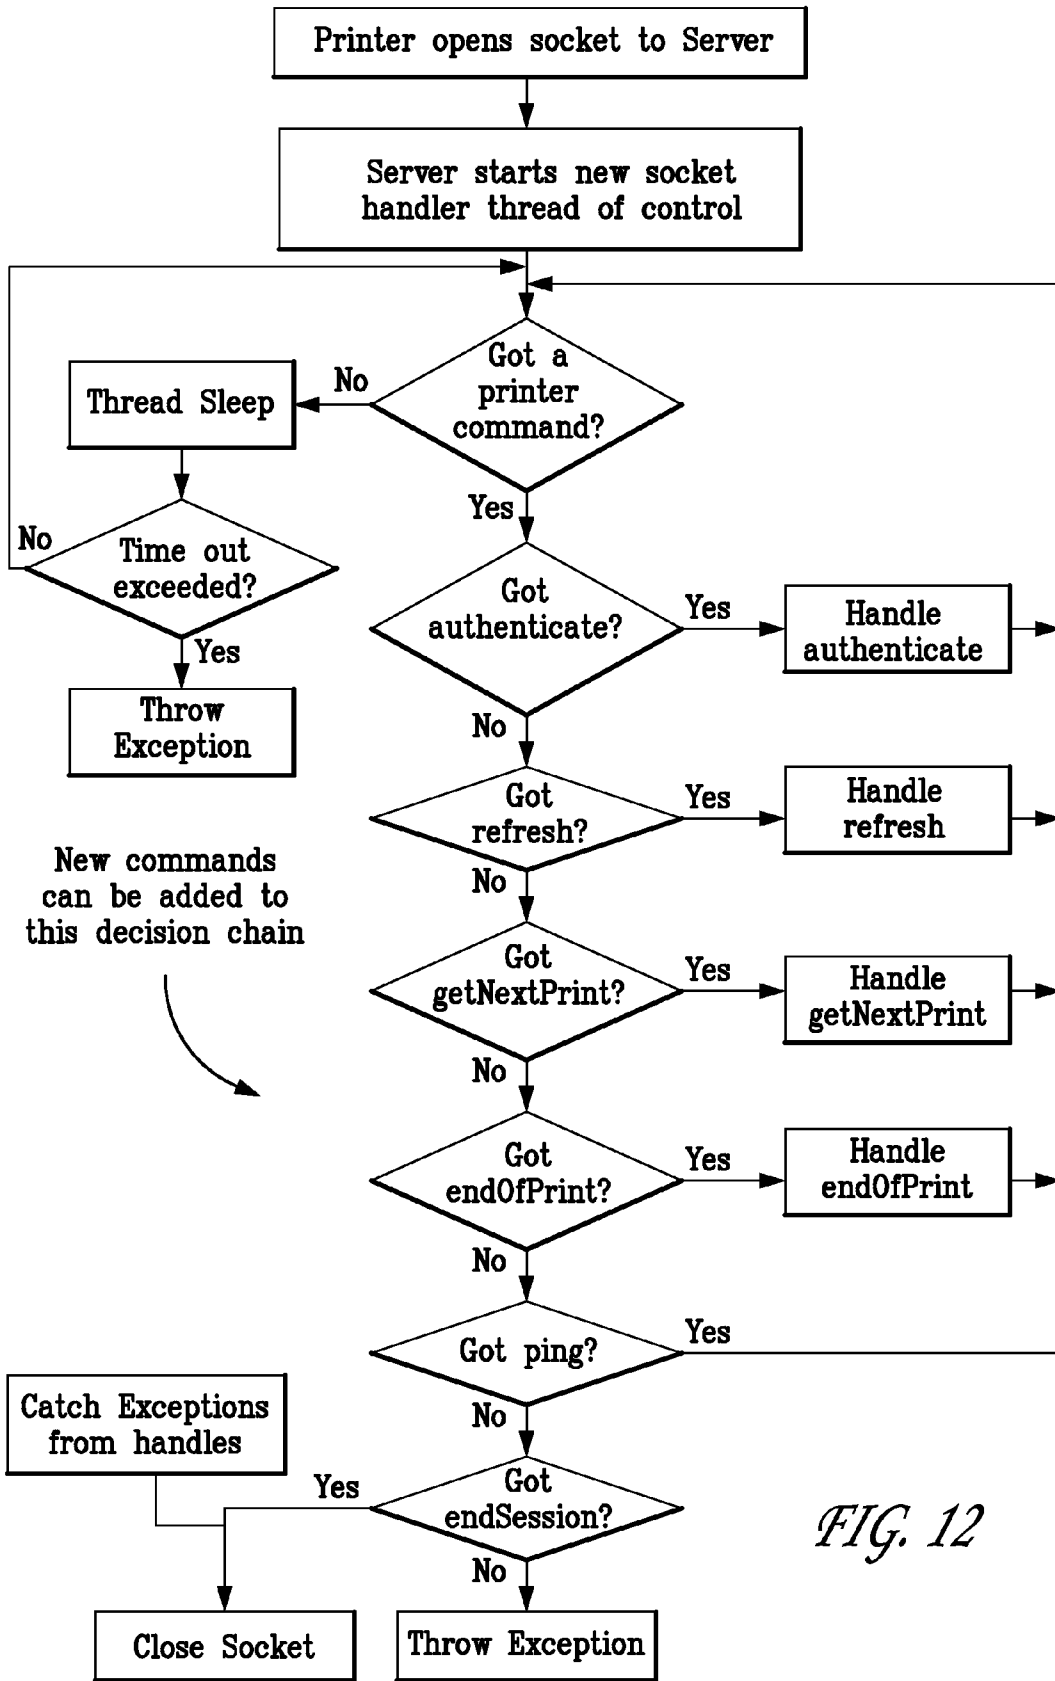 Printer opens socket to Server
Server starts new socket
handler thread of control
Got a
printer
command?
No
Thread Sleep
Yes
No
Time out
exceeded?
Yes
Throw
Exception
Got
authenticate?
Yes
Handle
authenticate
No
Got
refresh?
Yes
Handle
refresh
No
New commands
can be added to
this decision chain
Got
getNextPrint?
Yes
Handle
getNextPrint
No
Got
endOfPrint?
Yes
Handle
endOfPrint
No
Got ping?
Yes
No
Catch Exceptions
from handles
Yes
Got
endSession?
No
Close Socket
Throw Exception
FIG. 12